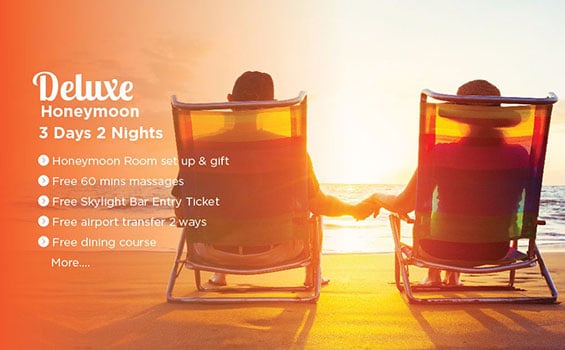 Deluxe
Honeymoon
3 Days 2 Nights
Honeymoon Room set up & gift
Free 60 mins massages
Free Skylight Bar Entry Ticket
Free airport transfer 2 ways
Free dining course
More....